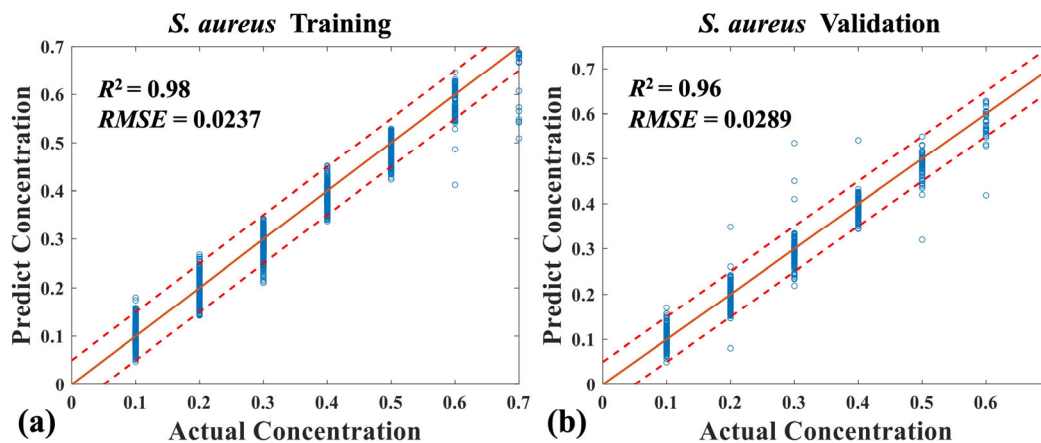 S. aureus Training
R² = 0.98
RMSE = 0.0237
Predict Concentration
0.7
0.6
0.5
0.4
0.3
0.2
0.1
0
0 0.1 0.2 0.3 0.4 0.5 0.6 0.7
Actual Concentration
(a)
S. aureus Validation
R² = 0.96
RMSE = 0.0289
Predict Concentration
0.7
0.6
0.5
0.4
0.3
0.2
0.1
0
0 0.1 0.2 0.3 0.4 0.5 0.6
Actual Concentration
(b)